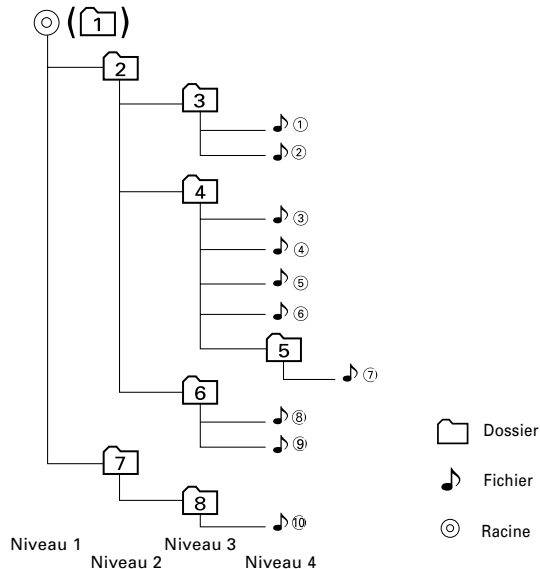 (1)
2
3
①
②
4
③
④
⑤
⑥
5
⑦
6
⑧
⑨
7
8
⑩
Dossier
Fichier
Racine
Niveau 1
Niveau 2
Niveau 3
Niveau 4